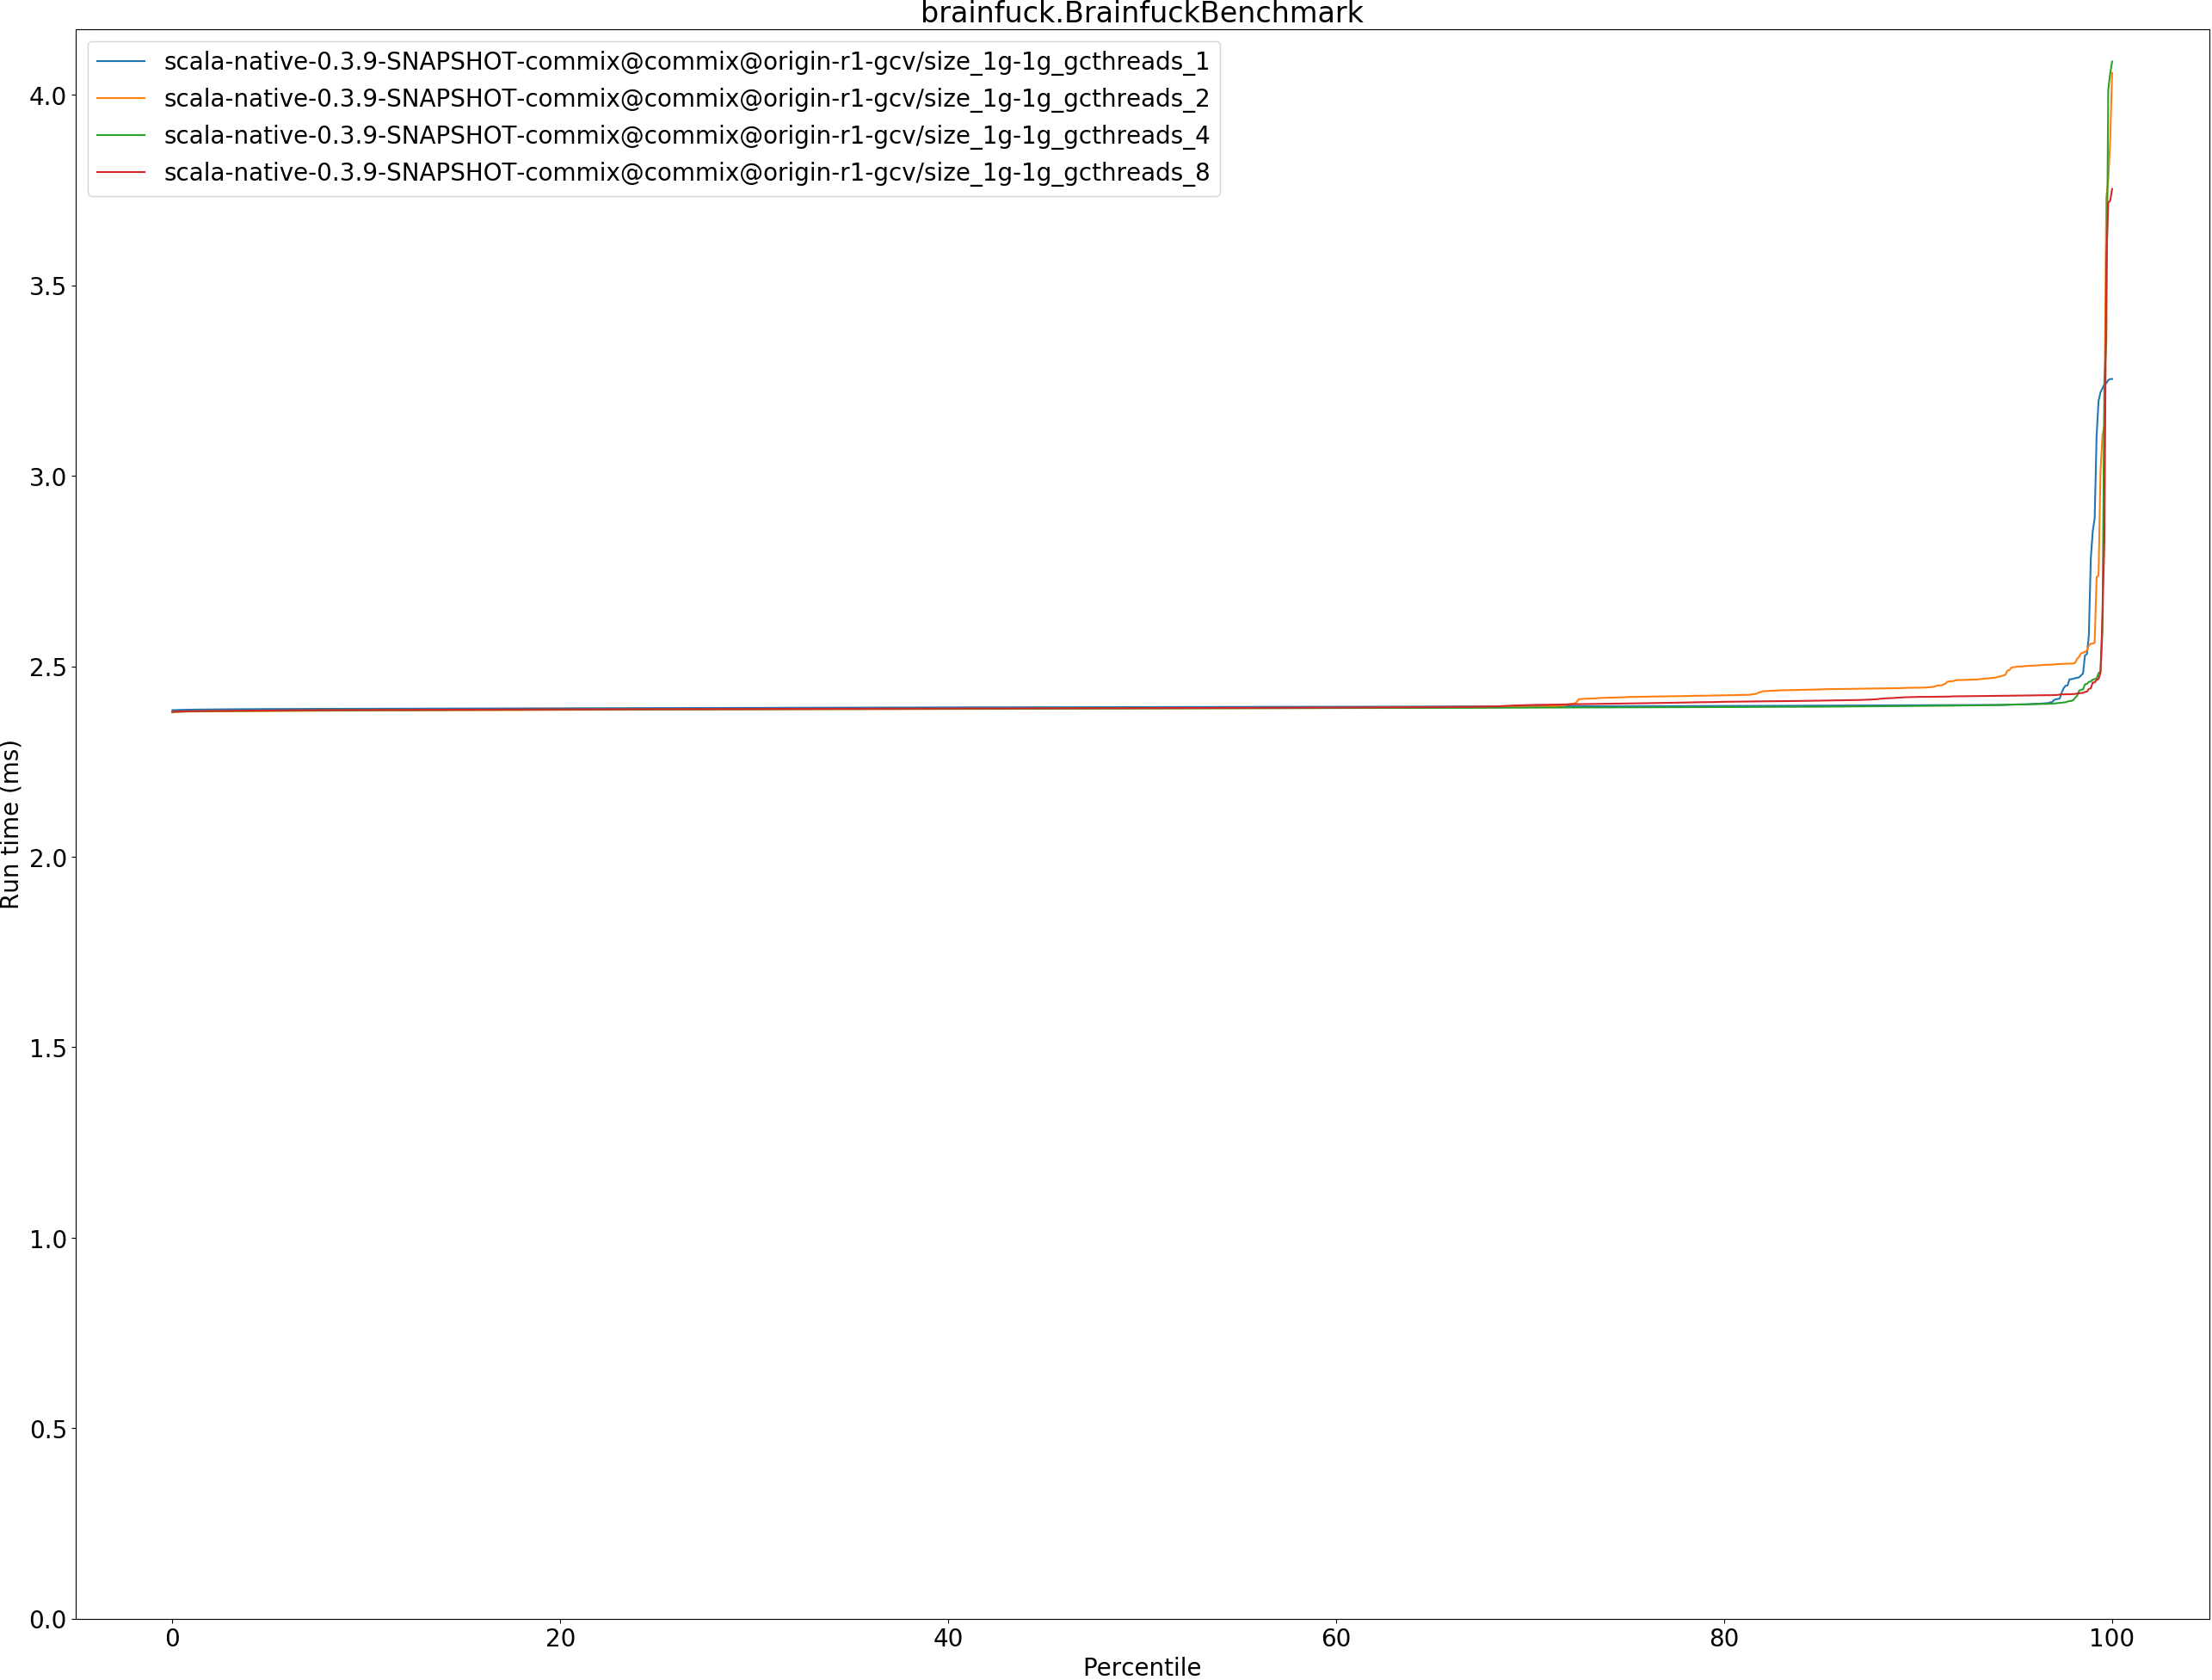 brainfuck.BrainfuckBenchmark
scala-native-0.3.9-SNAPSHOT-commix@commix@origin-r1-gcv/size_1g-1g_gcthreads_1
scala-native-0.3.9-SNAPSHOT-commix@commix@origin-r1-gcv/size_1g-1g_gcthreads_2
scala-native-0.3.9-SNAPSHOT-commix@commix@origin-r1-gcv/size_1g-1g_gcthreads_4
scala-native-0.3.9-SNAPSHOT-commix@commix@origin-r1-gcv/size_1g-1g_gcthreads_8
4.0
3.5
3.0
2.5
2.0
1.5
1.0
0.5
0.0
Run time (ms)
0 20 40 60 80 100
Percentile